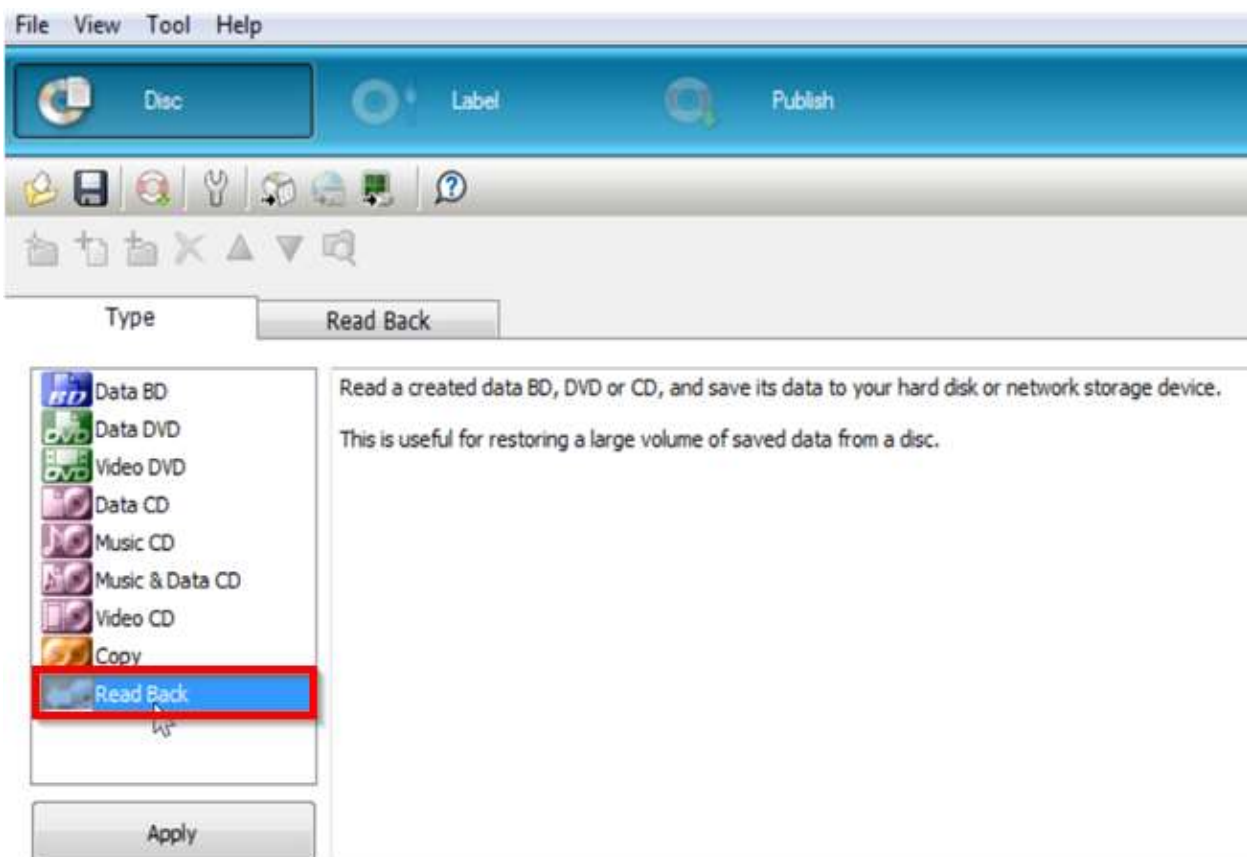 File View Tool Help
Disc Label Publish
Type Read Back
Data BD
Data DVD
Video DVD
Data CD
Music CD
Music & Data CD
Video CD
Copy
Read Back
Apply
Read a created data BD, DVD or CD, and save its data to your hard disk or network storage device.
This is useful for restoring a large volume of saved data from a disc.